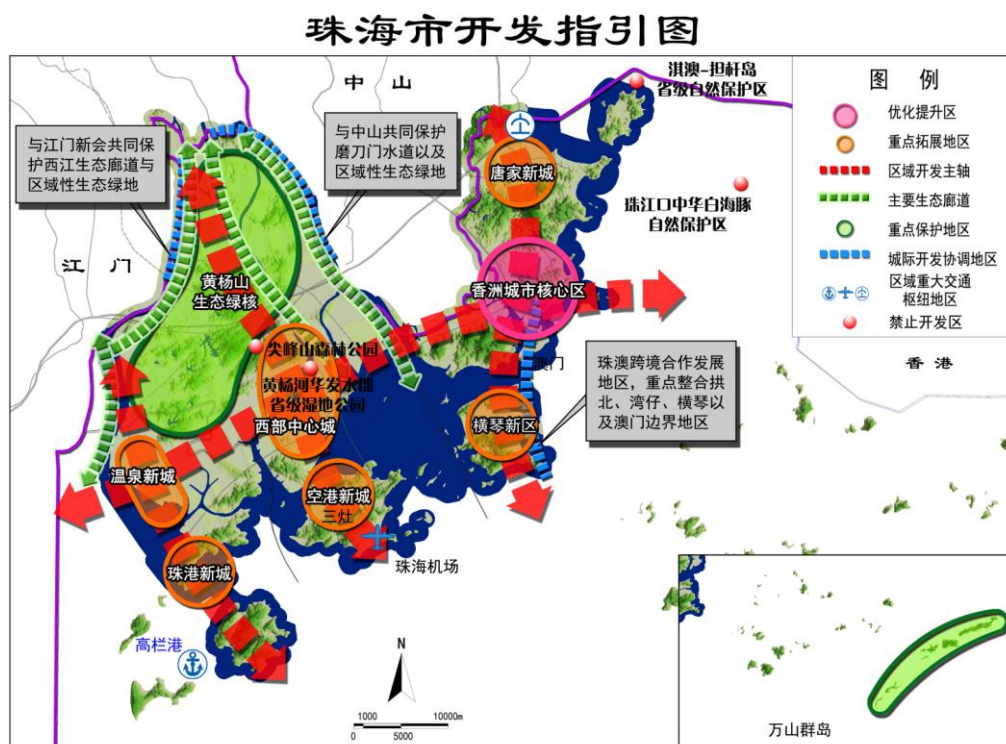 珠海市开发指引图
中山
淇澳-担杆岛
省级自然保护区
与江门新会共同保
护西江生态廊道与
区域性生态绿地
与中山共同保护
磨刀门水道以及
区域性生态绿地
唐家新城
珠江口中华白海豚
自然保护区
江门
黄杨山
生态绿核
香洲城市核心区
尖峰山森林公园
黄杨河华发水郡
省级湿地公园
西部中心城
澳门
横琴新区
珠澳跨境合作发展
地区，重点整合拱
北、湾仔、横琴以
及澳门边界地区
香港
温泉新城
空港新城
三灶
珠海机场
珠港新城
高栏港
N
1000 10000m
0 5000
图例
优化提升区
重点拓展地区
区域开发主轴
主要生态廊道
重点保护地区
城际开发协调地区
区域重大交通
枢纽地区
禁止开发区
万山群岛